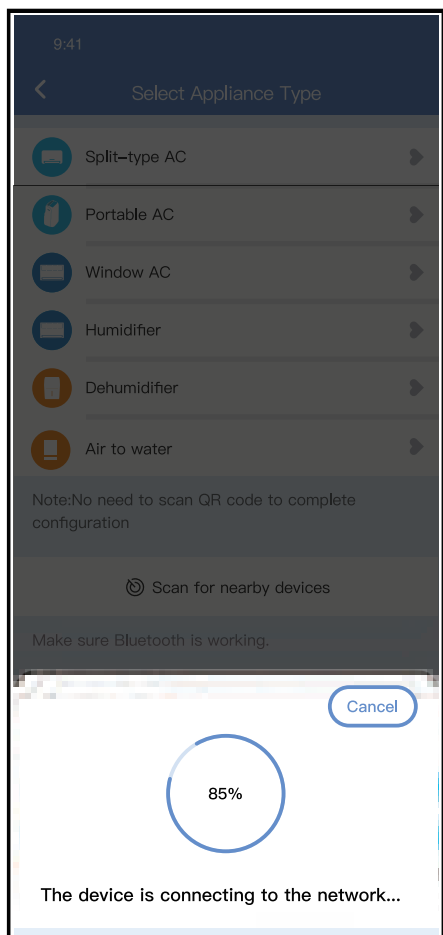 9:41
Select Appliance Type
Split-type AC
Portable AC
Window AC
Humidifier
Dehumidifier
Air to water
Note:No need to scan QR code to complete
configuration
Scan for nearby devices
Make sure Bluetooth is working.
Cancel
85%
The device is connecting to the network...